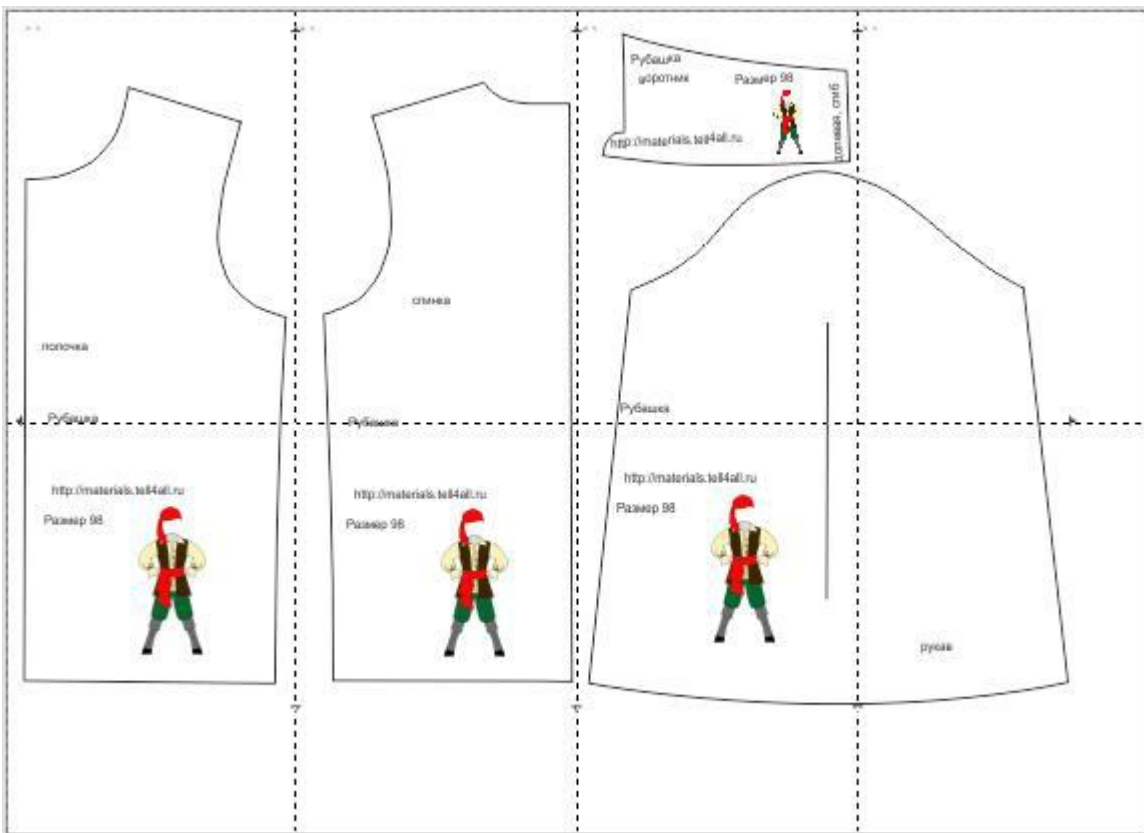 полочка
Рубашка
http://materials.tell4all.ru
Размер 98
спинка
Рубашка
http://materials.tell4all.ru
Размер 98
Рубашка
воротник
Размер 98
http://materials.tell4all.ru
долевая, сгиб
Рубашка
http://materials.tell4all.ru
Размер 98
рукав